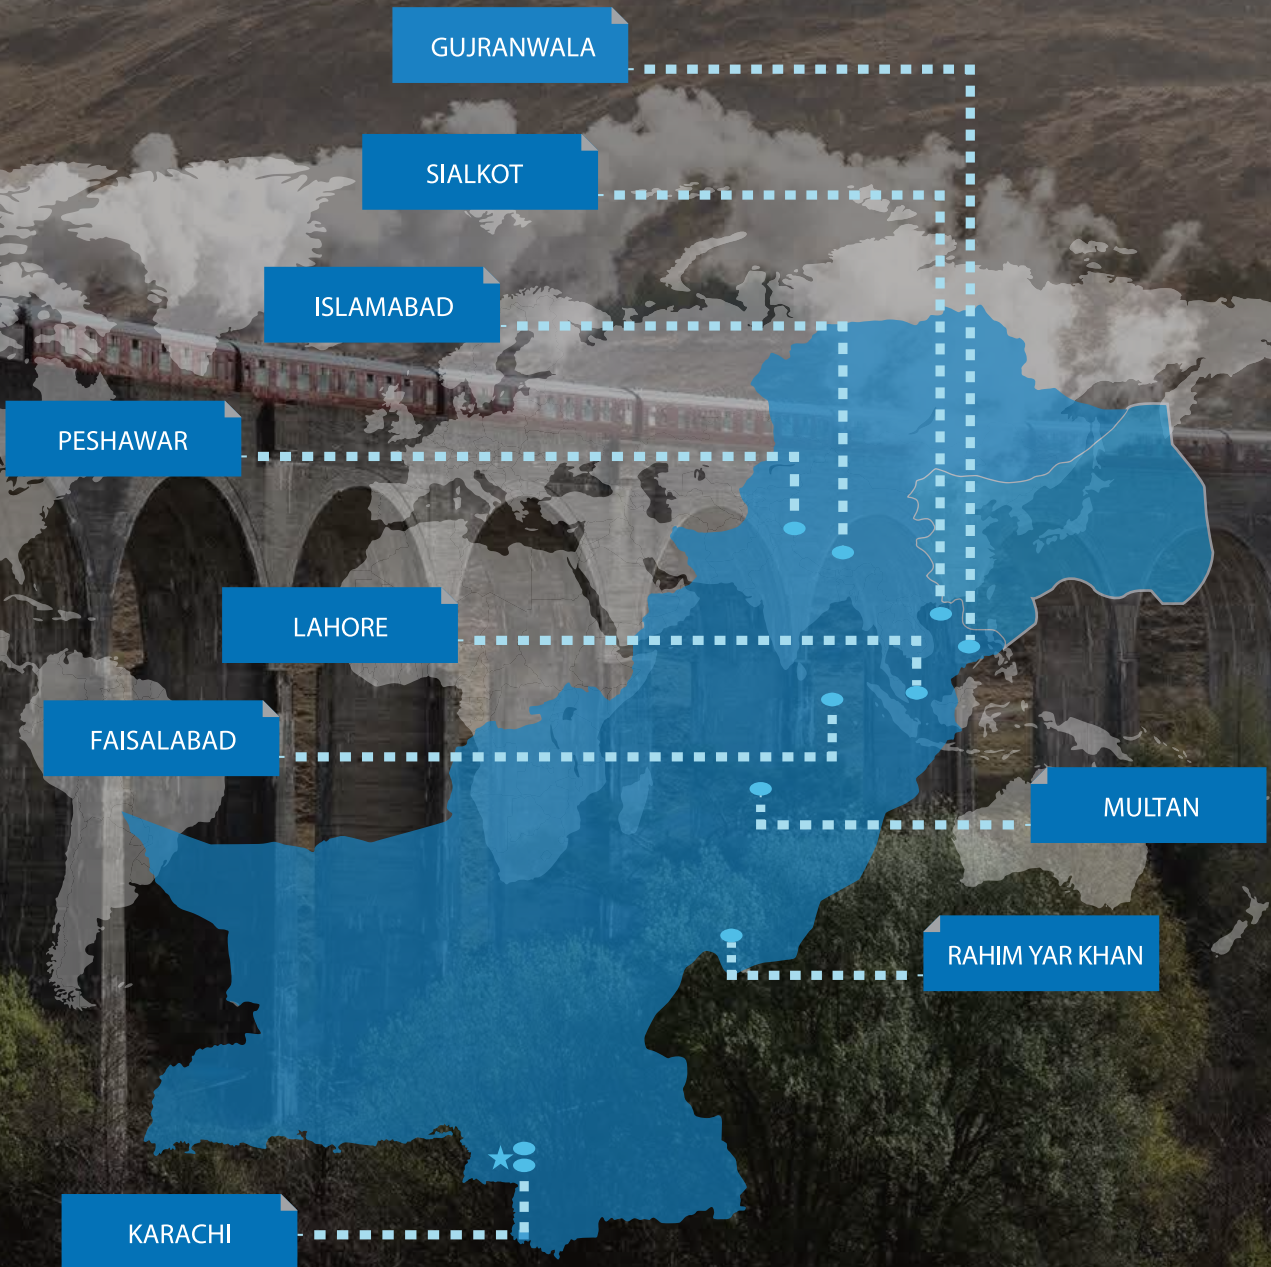 GUJRANWALA
SIALKOT
ISLAMABAD
PESHAWAR
LAHORE
FAISALABAD
MULTAN
RAHIM YAR KHAN
KARACHI